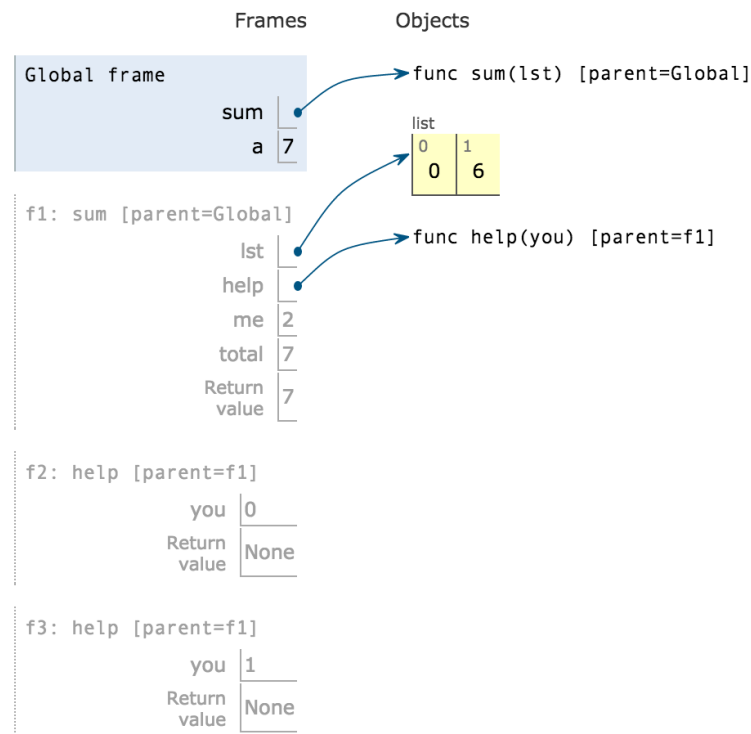 Frames Objects
Global frame
func sum(lst) [parent=Global]
sum
a 7
list
0 1
0 6
f1: sum [parent=Global]
func help(you) [parent=f1]
lst
help
me 2
total 7
Return
value 7
f2: help [parent=f1]
you 0
Return
value None
f3: help [parent=f1]
you 1
Return
value None